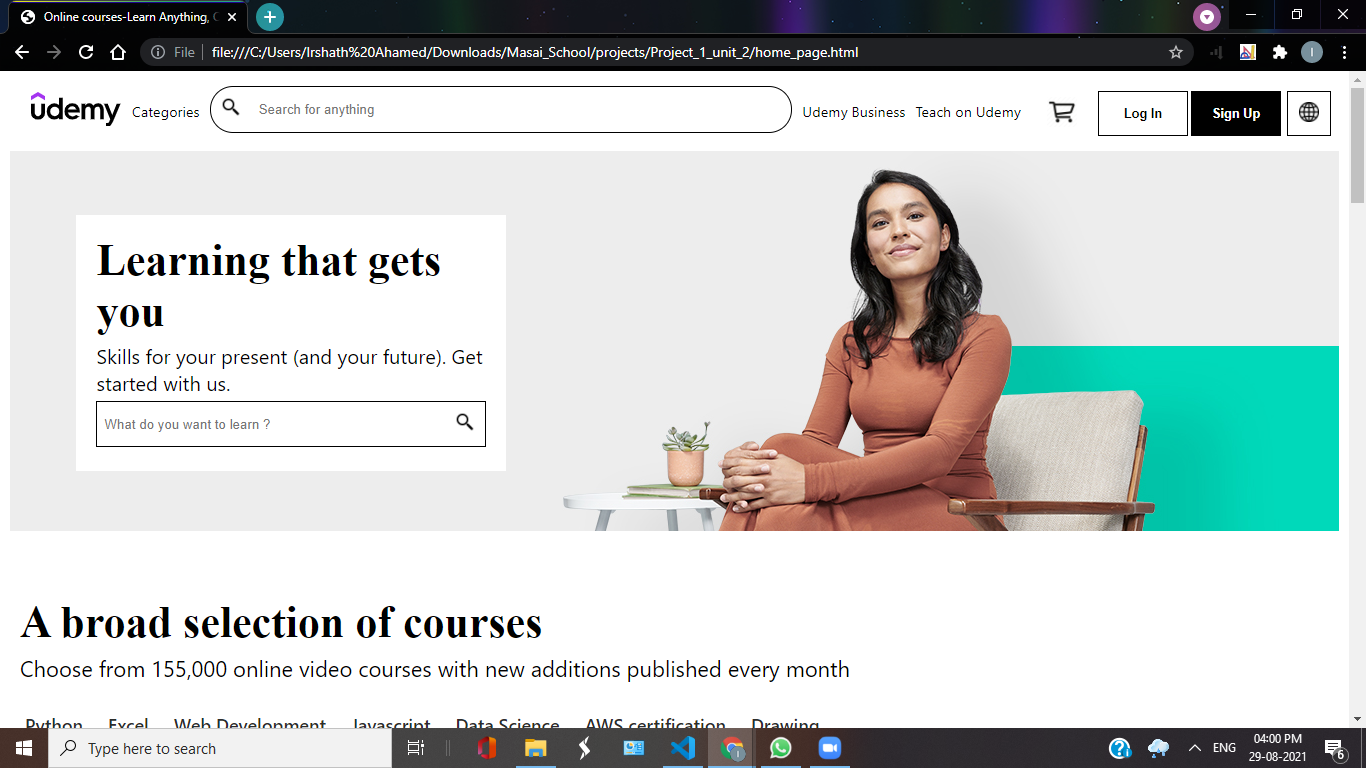 Online courses-Learn Anything,
File file:///C:/Users/Irshath%20Ahamed/Downloads/Masai_School/projects/Project_1_unit_2/home_page.html
I
udemy Categories Search for anything Udemy Business Teach on Udemy Log In Sign Up
Learning that gets
you
Skills for your present (and your future). Get
started with us.
What do you want to learn ?
A broad selection of courses
Choose from 155,000 online video courses with new additions published every month
Python Excel Web Development Javascript Data Science AWS certification Drawing
Type here to search
ENG
04:00 PM
29-08-2021
6